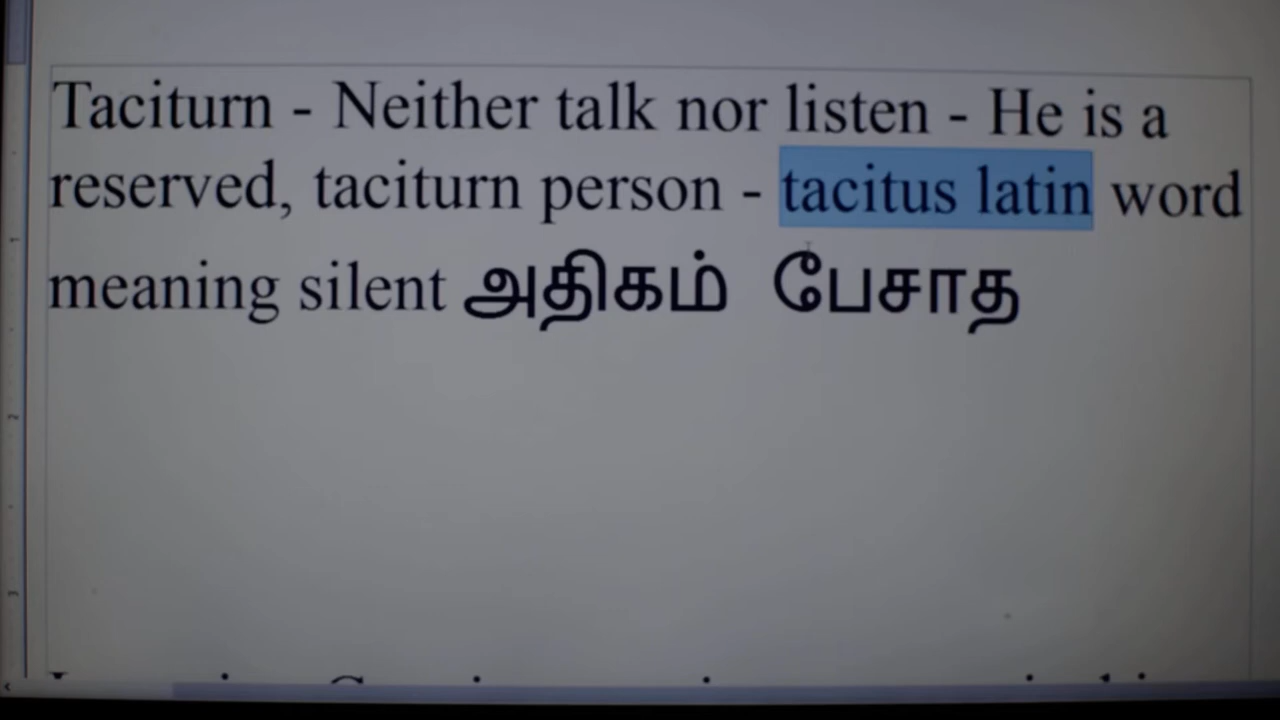 Taciturn - Neither talk nor listen - He is a
reserved, taciturn person - tacitus latin word
meaning silent அதிகம் பேசாத